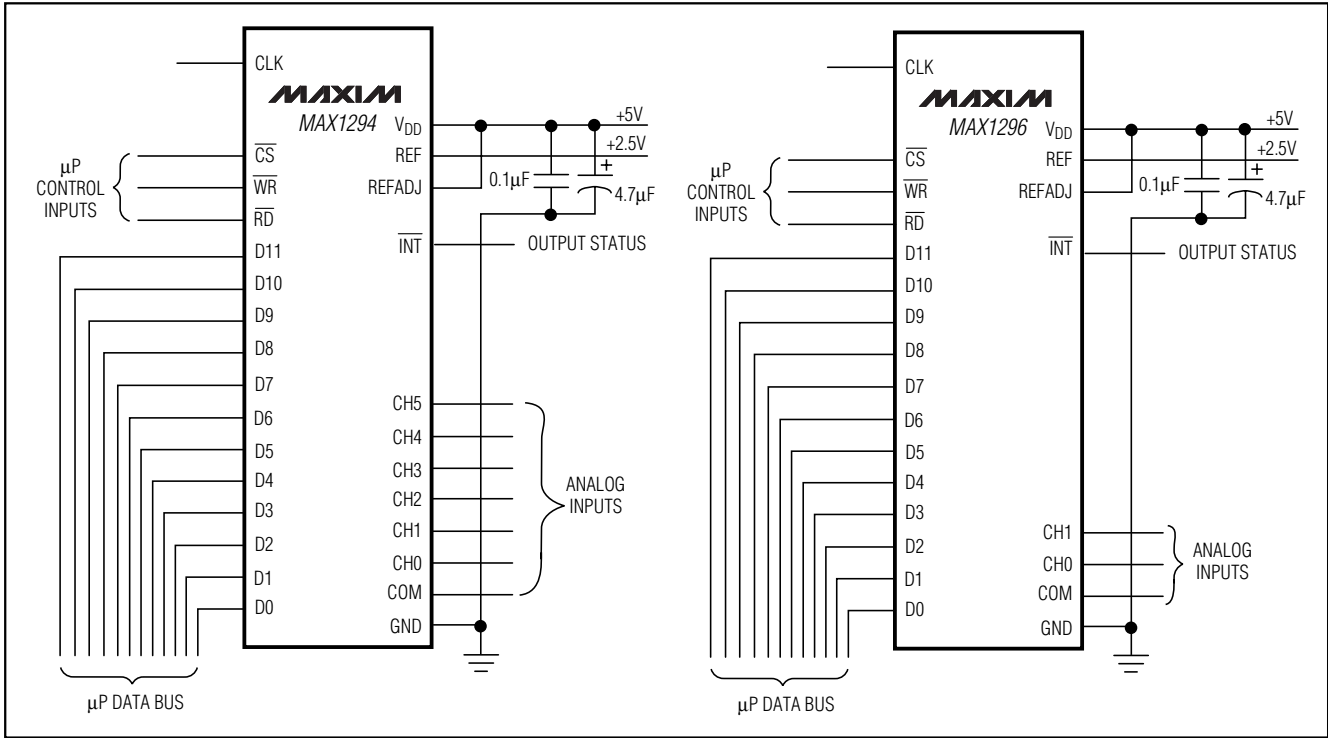 CLK
MAXIM
MAX1294
VDD
+5V
REF
+2.5V
REFADJ
0.1µF
+
4.7µF
µP
CONTROL
INPUTS
CS
WR
RD
INT
OUTPUT STATUS
D11
D10
D9
D8
D7
D6
D5
D4
D3
D2
D1
D0
CH5
CH4
CH3
CH2
CH1
CH0
COM
GND
ANALOG
INPUTS
µP DATA BUS
CLK
MAXIM
MAX1296
VDD
+5V
REF
+2.5V
REFADJ
0.1µF
+
4.7µF
µP
CONTROL
INPUTS
CS
WR
RD
INT
OUTPUT STATUS
D11
D10
D9
D8
D7
D6
D5
D4
D3
D2
D1
D0
CH1
CH0
COM
GND
ANALOG
INPUTS
µP DATA BUS